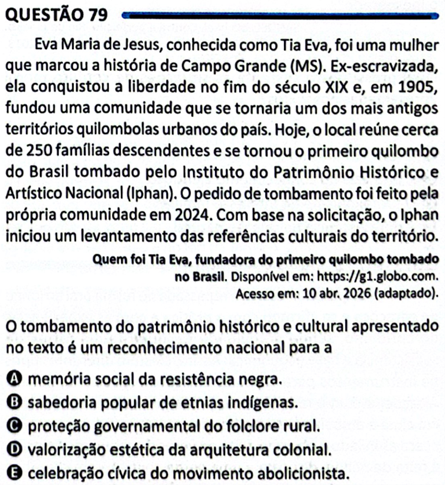 QUESTÃO 79
Eva Maria de Jesus, conhecida como Tia Eva, foi uma mulher
que marcou a história de Campo Grande (MS). Ex-escravizada,
ela conquistou a liberdade no fim do século XIX e, em 1905,
fundou uma comunidade que se tornaria um dos mais antigos
territórios quilombolas urbanos do país. Hoje, o local reúne cerca
de 250 famílias descendentes e se tornou o primeiro quilombo
do Brasil tombado pelo Instituto do Patrimônio Histórico e
Artístico Nacional (Iphan). O pedido de tombamento foi feito pela
própria comunidade em 2024. Com base na solicitação, o Iphan
iniciou um levantamento das referências culturais do território.
Quem foi Tia Eva, fundadora do primeiro quilombo tombado
no Brasil. Disponível em: https://g1.globo.com.
Acesso em: 10 abr. 2026 (adaptado).
O tombamento do patrimônio histórico e cultural apresentado
no texto é um reconhecimento nacional para a
A memória social da resistência negra.
B sabedoria popular de etnias indígenas.
C proteção governamental do folclore rural.
D valorização estética da arquitetura colonial.
E celebração cívica do movimento abolicionista.